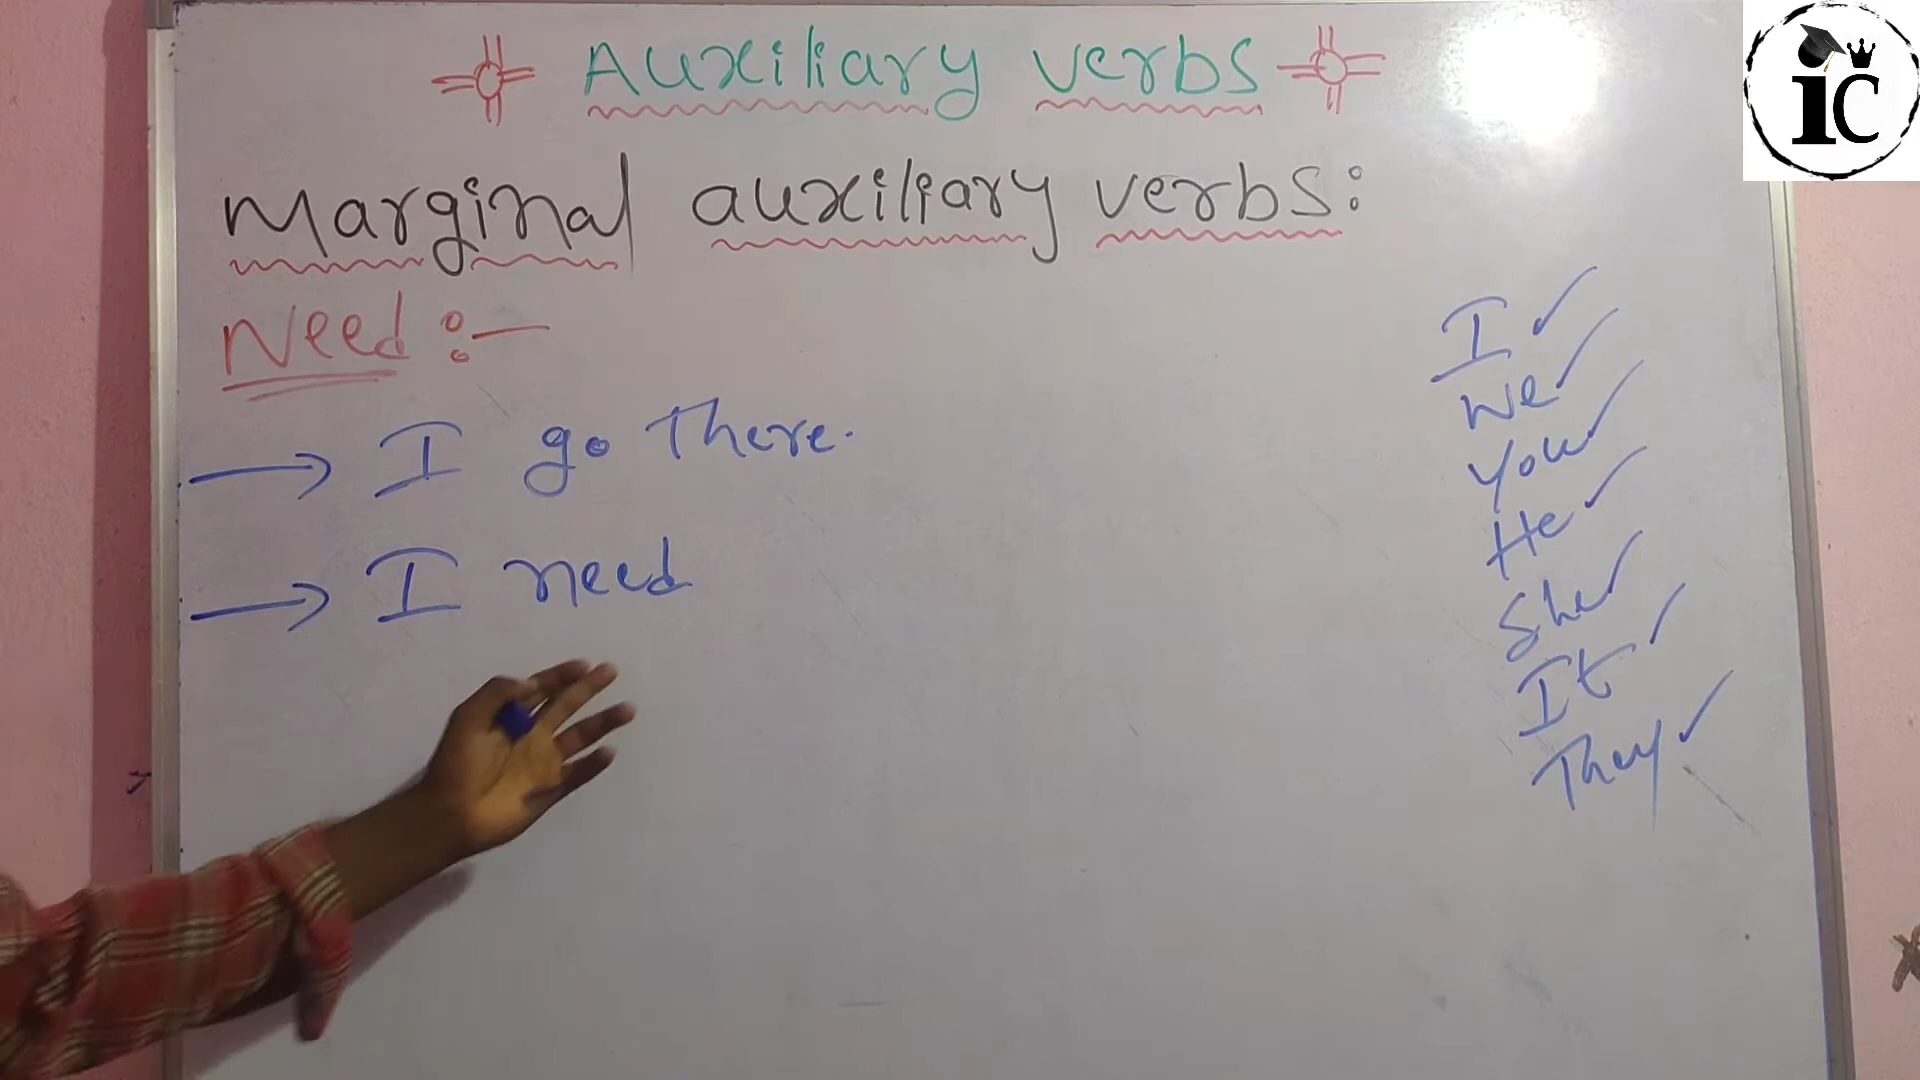 Auxiliary verbs
Marginal auxiliary verbs:
Need :-
→ I go There.
→ I need
I ✓
We ✓
You ✓
He ✓
She ✓
It ✓
They ✓
iC